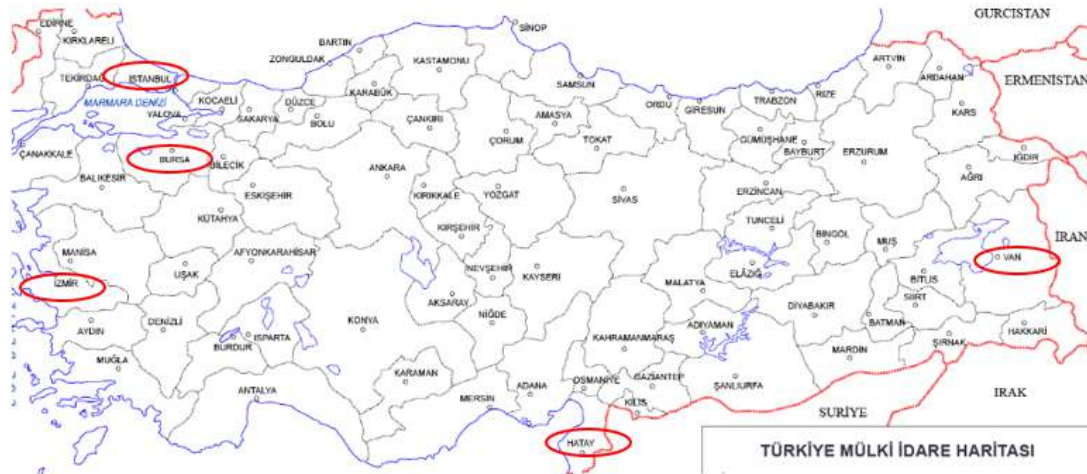 GURCISTAN
EDİRNE
KIRKLARELİ
SİNOP
BARTIN
ZONGULDAK
KASTAMONU
ARTVİN
ARDAHAN
ERMENISTAN
TEKİRDAĞ
İSTANBUL
SAMSUN
MARMARA DENİZİ
KOCAELİ
YALOVA
SAKARYA
DÜZCE
BOLU
KARABÜK
ÇANKIRI
AMASYA
ORDU
GİRESUN
TRABZON
RİZE
KARS
ÇANAKKALE
BURSA
BİLECİK
ÇORUM
TOKAT
GÜMÜŞHANE
BAYBURT
ERZURUM
IĞDIR
BALIKESİR
ESKİŞEHİR
ANKARA
KIRIKKALE
YOZGAT
SİVAS
ERZİNCAN
AĞRI
KÜTAHYA
KIRŞEHİR
TUNCELİ
BİNGÖL
MUŞ
İRAN
MANİSA
UŞAK
AFYONKARAHİSAR
NEVŞEHİR
KAYSERİ
ELAZIĞ
BİTLİS
VAN
İZMİR
AKSARAY
NİĞDE
MALATYA
DİYABAKIR
SİİRT
BATMAN
AYDIN
DENİZLİ
BURDUR
ISPARTA
KONYA
KAHRAMANMARAŞ
ADIYAMAN
MARDİN
ŞIRNAK
HAKKARİ
MUĞLA
ANTALYA
KARAMAN
MERSİN
ADANA
OSMANİYE
GAZİANTEP
ŞANLIURFA
KİLİS
SURİYE
IRAK
HATAY
TÜRKİYE MÜLKİ İDARE HARİTASI